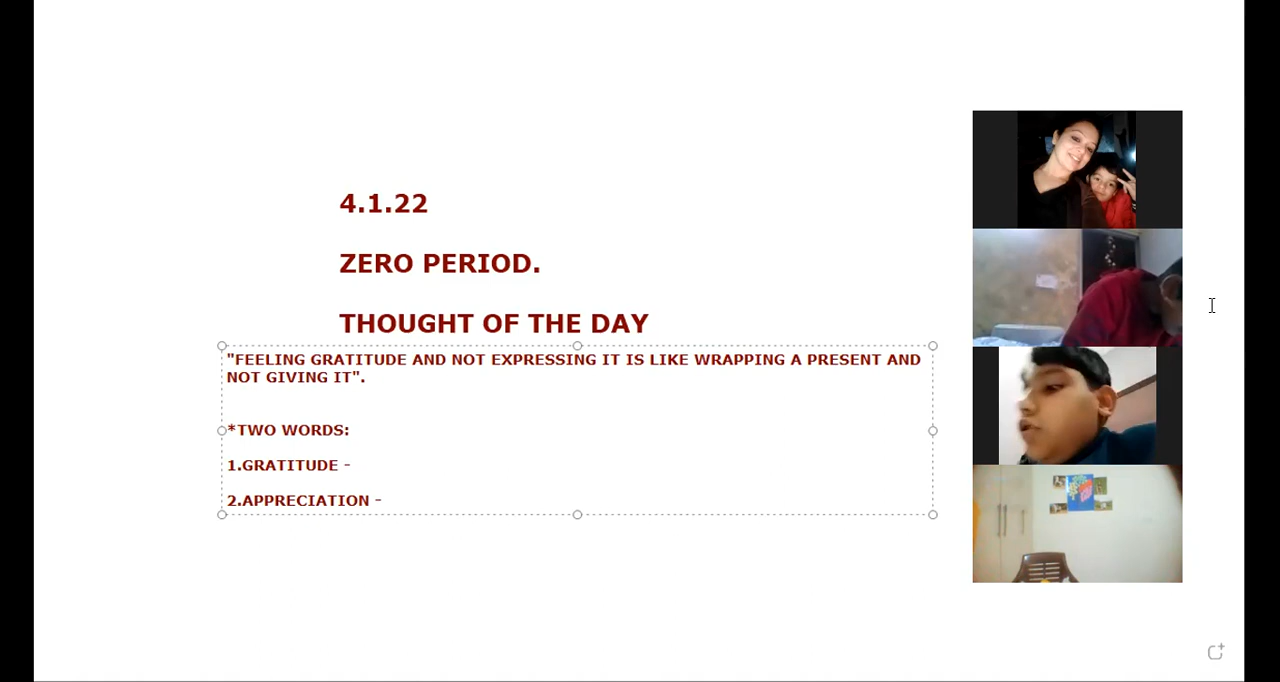 4.1.22
ZERO PERIOD.
THOUGHT OF THE DAY
"FEELING GRATITUDE AND NOT EXPRESSING IT IS LIKE WRAPPING A PRESENT AND
NOT GIVING IT".
*TWO WORDS:
1.GRATITUDE -
2.APPRECIATION -